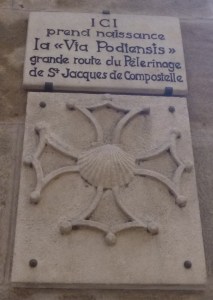 ICI
prend naissance
la «Via Podiensis»
grande route du Pèlerinage
de St Jacques de Compostelle